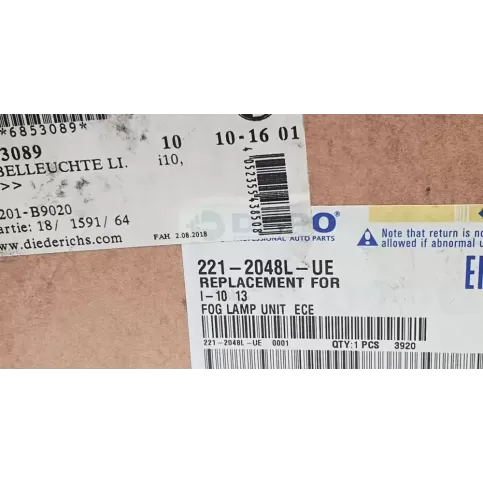 *6853089*
3089
10
10-16 01
BELLEUCHTE LI.
i10,
>>
201-B9020
artie: 18/ 1591/ 64
www.diederichs.com
FAH 2.08.2018
DEPO
PROFESSIONAL AUTO PARTS
Note that return is no
allowed if abnormal u
221-2048L-UE
REPLACEMENT FOR
I-10 13
FOG LAMP UNIT ECE
221-2048L-UE 0001
QTY:1 PCS 3920